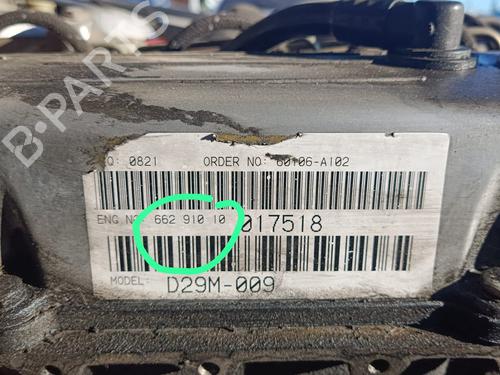 B-PARTS
Q: 0821 ORDER NO: 60106-AI02
ENG NO: 662 910 10 017518
MODEL: D29M-009